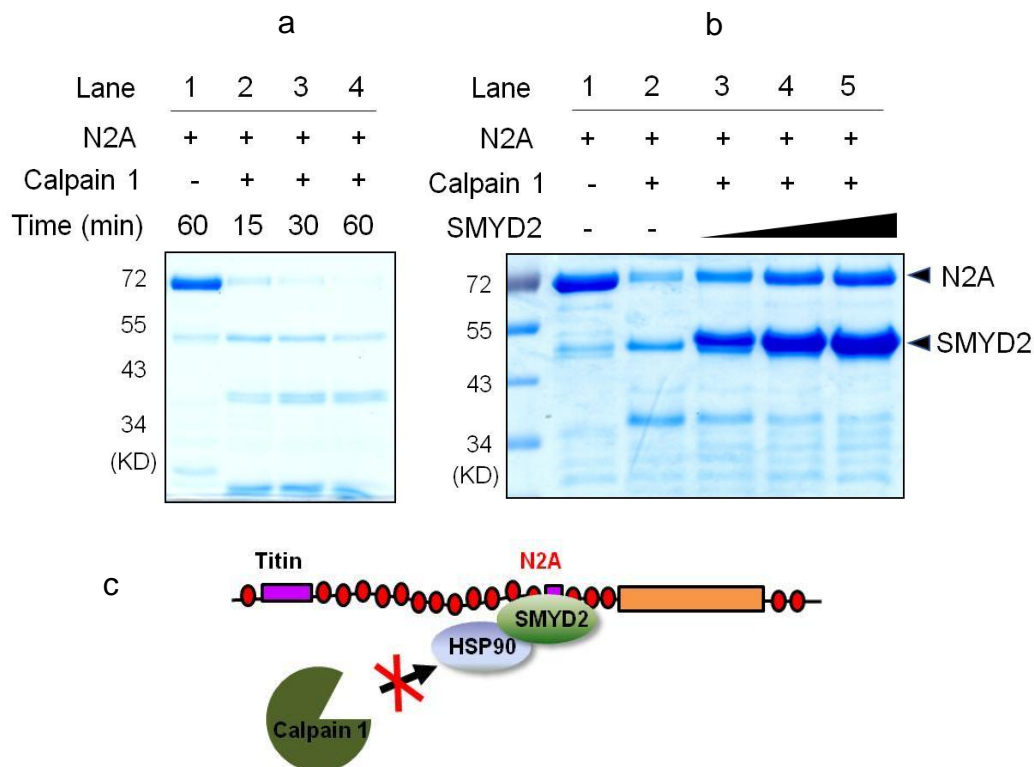 a
Lane 1 2 3 4
N2A + + + +
Calpain 1 - + + +
Time (min) 60 15 30 60
72
55
43
34
(KD)
b
Lane 1 2 3 4 5
N2A + + + + +
Calpain 1 - + + + +
SMYD2 - -
72
55
43
34
(KD)
N2A
SMYD2
c
Titin N2A
SMYD2
HSP90
Calpain 1